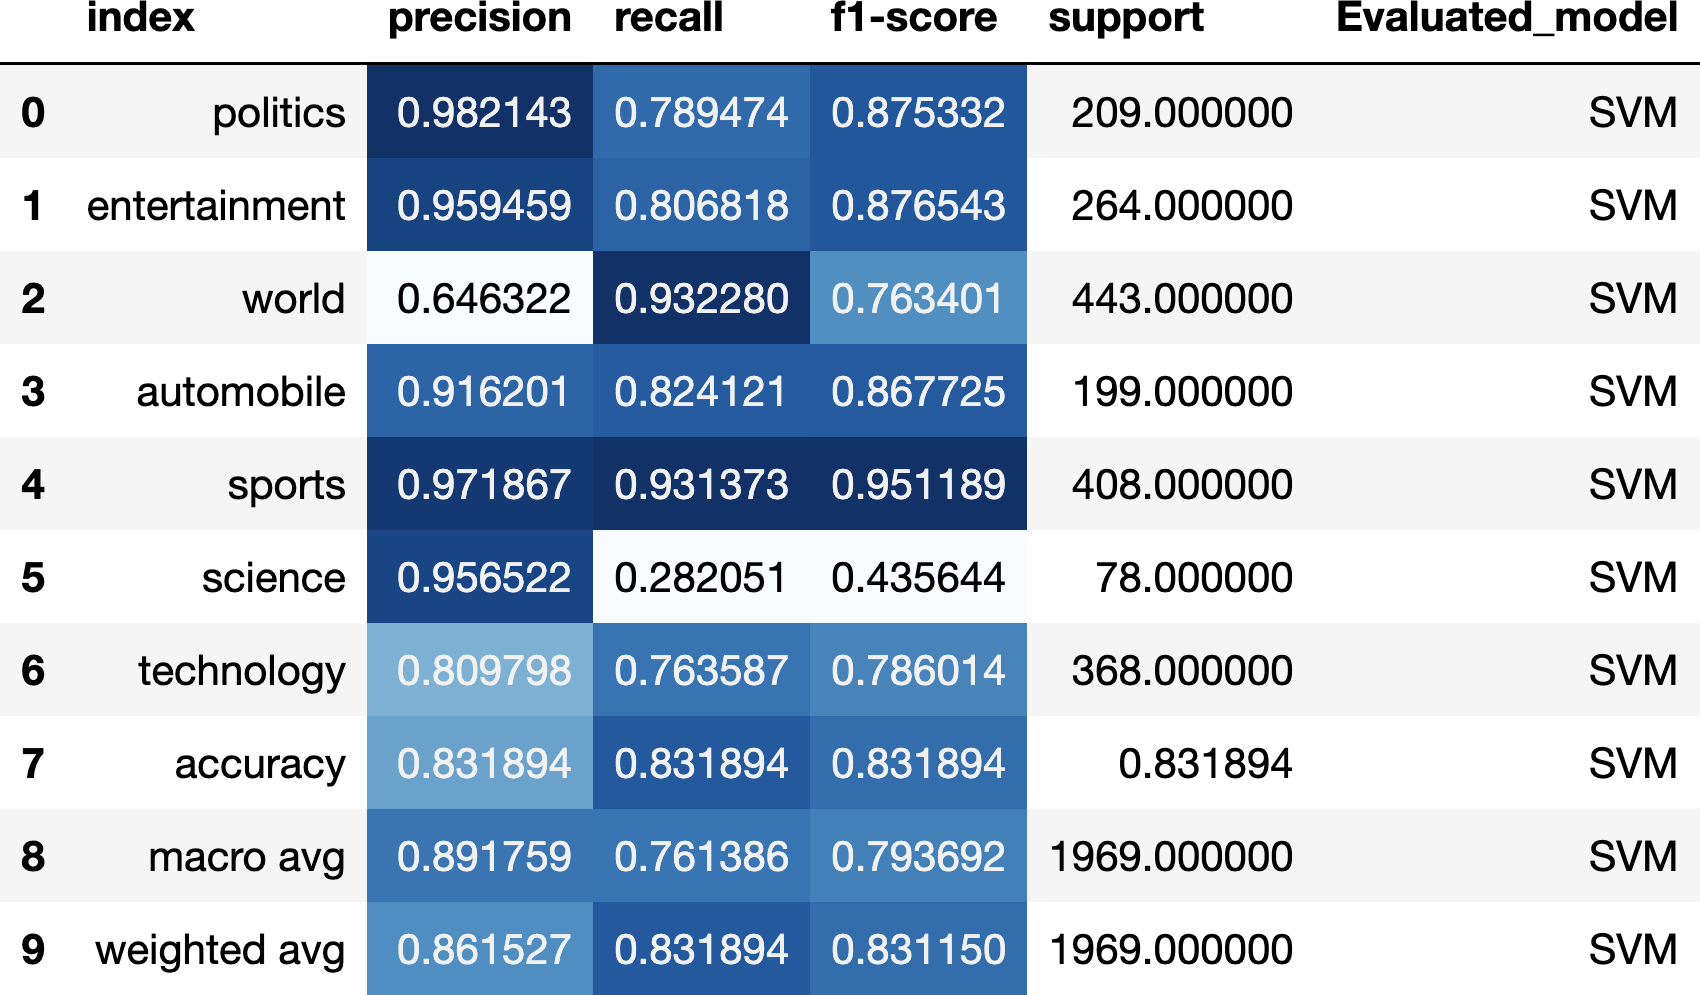 index precision recall f1-score support Evaluated_model
0 politics 0.982143 0.789474 0.875332 209.000000 SVM
1 entertainment 0.959459 0.806818 0.876543 264.000000 SVM
2 world 0.646322 0.932280 0.763401 443.000000 SVM
3 automobile 0.916201 0.824121 0.867725 199.000000 SVM
4 sports 0.971867 0.931373 0.951189 408.000000 SVM
5 science 0.956522 0.282051 0.435644 78.000000 SVM
6 technology 0.809798 0.763587 0.786014 368.000000 SVM
7 accuracy 0.831894 0.831894 0.831894 0.831894 SVM
8 macro avg 0.891759 0.761386 0.793692 1969.000000 SVM
9 weighted avg 0.861527 0.831894 0.831150 1969.000000 SVM